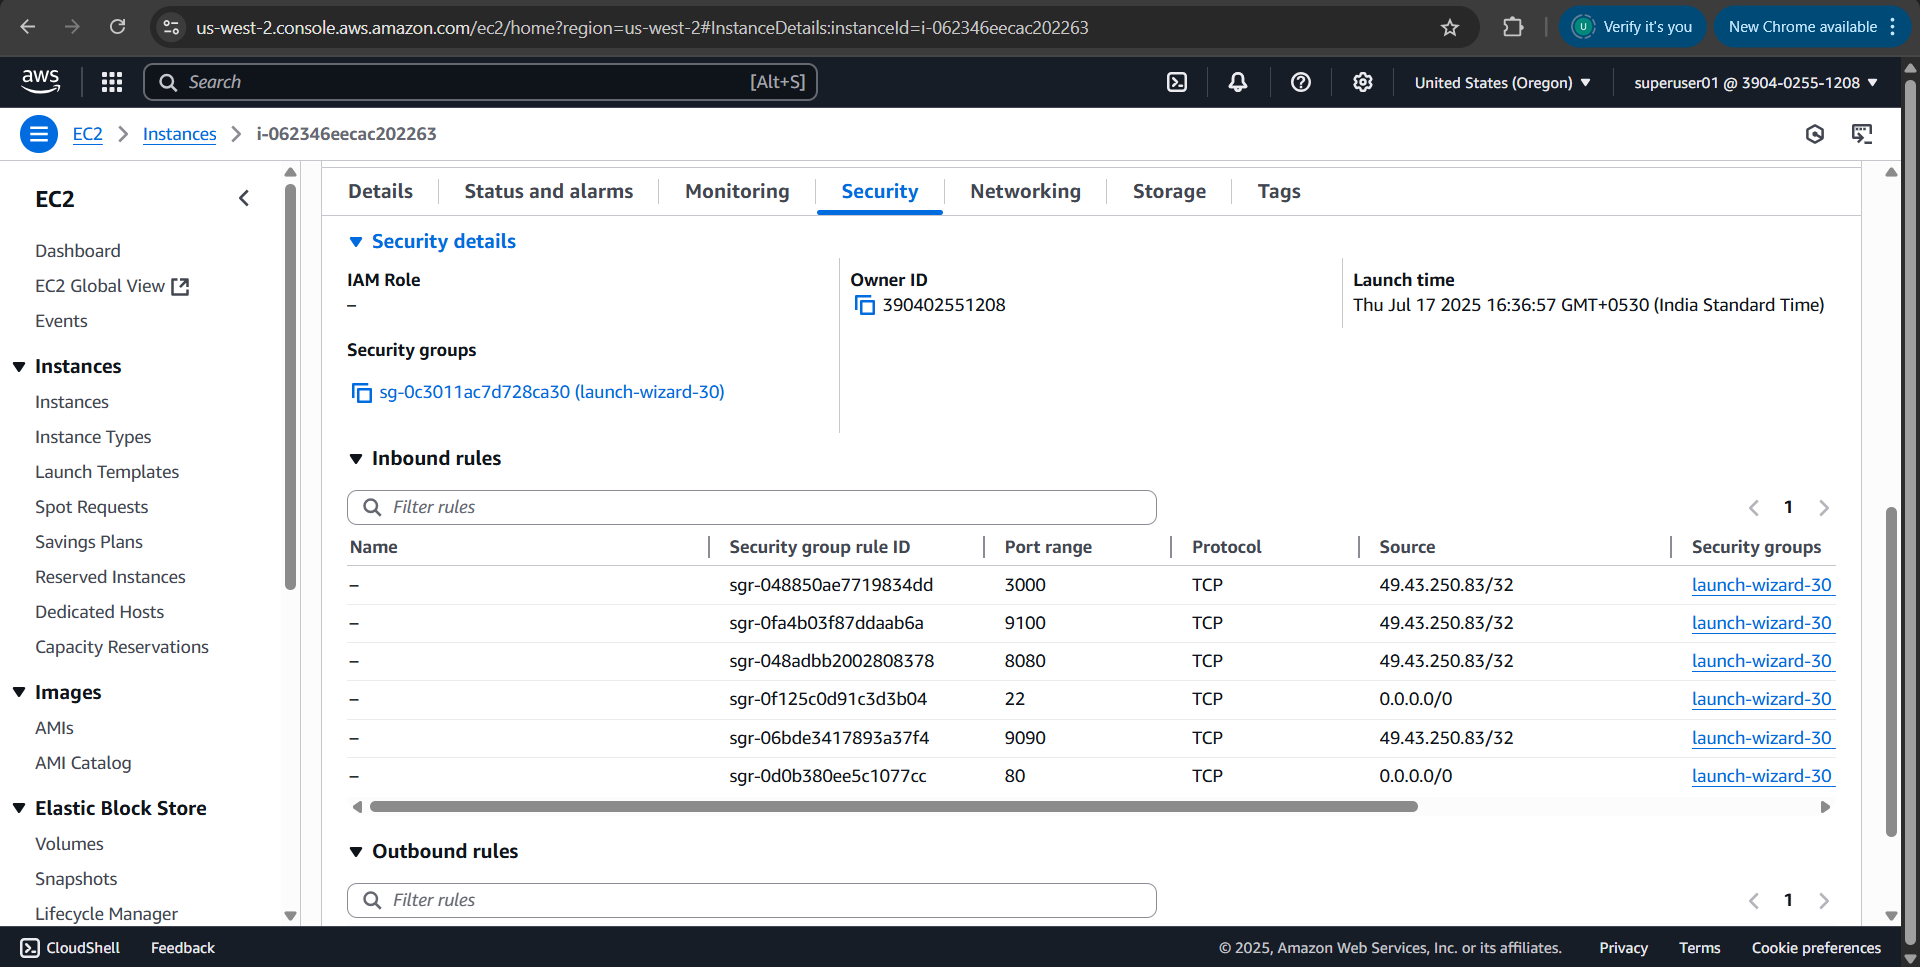 us-west-2.console.aws.amazon.com/ec2/home?region=us-west-2#InstanceDetails:instanceId=i-062346eecac202263
U
Verify it's you
New Chrome available
aws
Search
[Alt+S]
United States (Oregon)
superuser01 @ 3904-0255-1208
EC2
Instances
i-062346eecac202263
EC2
Dashboard
EC2 Global View
Events
Instances
Instances
Instance Types
Launch Templates
Spot Requests
Savings Plans
Reserved Instances
Dedicated Hosts
Capacity Reservations
Images
AMIs
AMI Catalog
Elastic Block Store
Volumes
Snapshots
Lifecycle Manager
Details Status and alarms Monitoring Security Networking Storage Tags
Security details
IAM Role
–
Owner ID
390402551208
Launch time
Thu Jul 17 2025 16:36:57 GMT+0530 (India Standard Time)
Security groups
sg-0c3011ac7d728ca30 (launch-wizard-30)
Inbound rules
Filter rules
1
Name Security group rule ID Port range Protocol Source Security groups
– sgr-048850ae7719834dd 3000 TCP 49.43.250.83/32 launch-wizard-30
– sgr-0fa4b03f87ddaab6a 9100 TCP 49.43.250.83/32 launch-wizard-30
– sgr-048adbb2002808378 8080 TCP 49.43.250.83/32 launch-wizard-30
– sgr-0f125c0d91c3d3b04 22 TCP 0.0.0.0/0 launch-wizard-30
– sgr-06bde3417893a37f4 9090 TCP 49.43.250.83/32 launch-wizard-30
– sgr-0d0b380ee5c1077cc 80 TCP 0.0.0.0/0 launch-wizard-30
Outbound rules
Filter rules
1
CloudShell
Feedback
© 2025, Amazon Web Services, Inc. or its affiliates.
Privacy
Terms
Cookie preferences